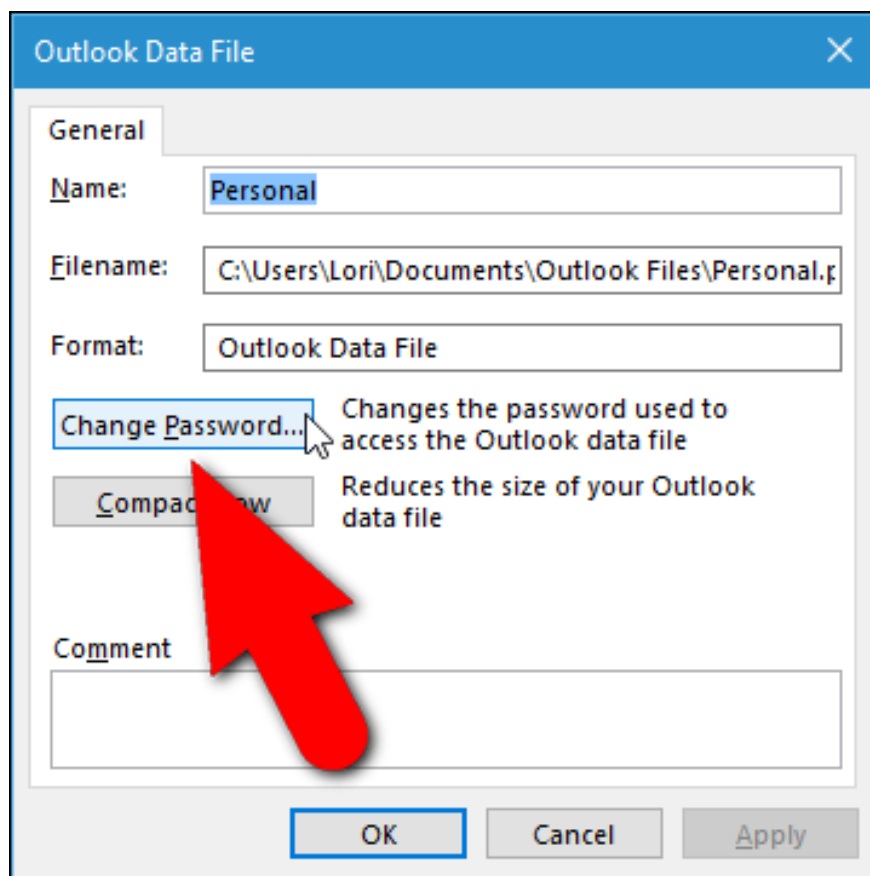 Outlook Data File
General
Name: Personal
Filename: C:\Users\Lori\Documents\Outlook Files\Personal.p
Format: Outlook Data File
Change Password...
Changes the password used to
access the Outlook data file
Compact Now
Reduces the size of your Outlook
data file
Comment
OK Cancel Apply